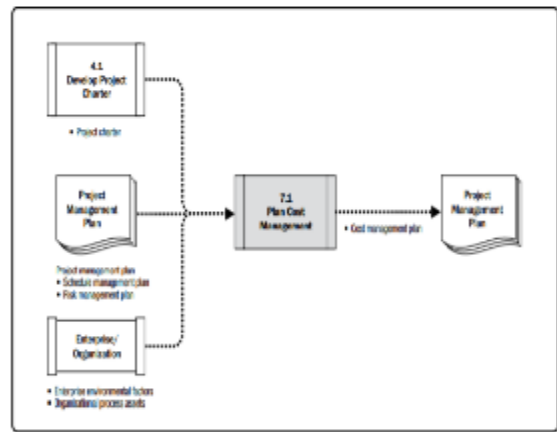 4.1
Develop Project
Charter
• Project charter
Project
Management
Plan
Project management plan
• Schedule management plan
• Risk management plan
Enterprise/
Organization
• Enterprise environmental factors
• Organizational process assets
7.1
Plan Cost
Management
• Cost management plan
Project
Management
Plan